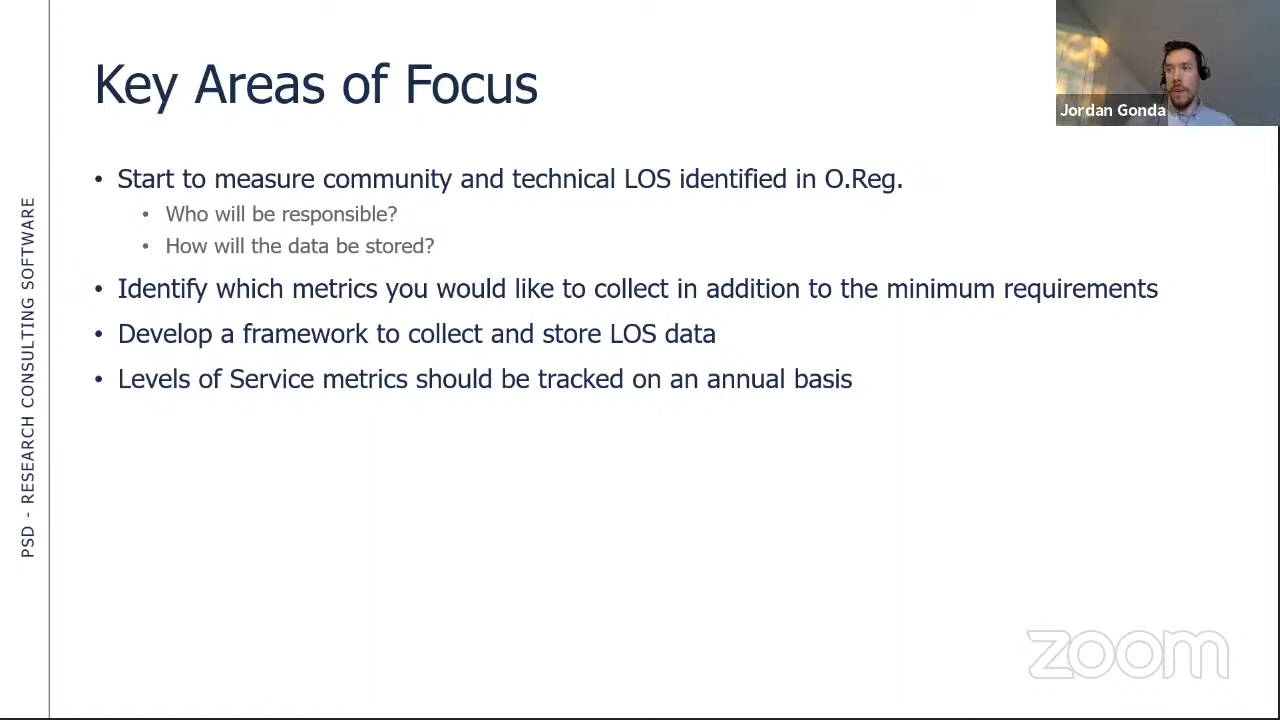 Key Areas of Focus
Jordan Gonda
• Start to measure community and technical LOS identified in O.Reg.
• Who will be responsible?
• How will the data be stored?
• Identify which metrics you would like to collect in addition to the minimum requirements
• Develop a framework to collect and store LOS data
• Levels of Service metrics should be tracked on an annual basis
PSD - RESEARCH CONSULTING SOFTWARE
zoom